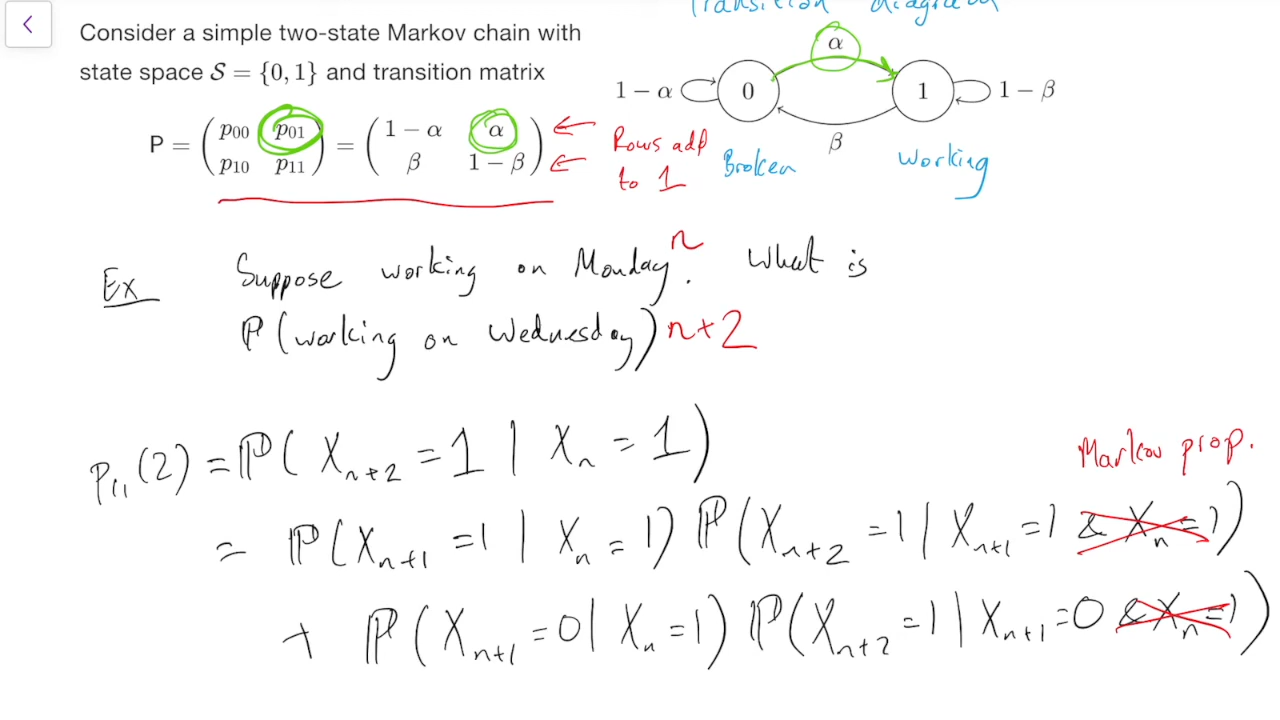 Transition diagram
Consider a simple two-state Markov chain with
state space S = {0, 1} and transition matrix
P = ( p00 p01 ; p10 p11 ) = ( 1 − α α ; β 1 − β )
Rows add
to 1
1 − α 0 α 1 1 − β
β
Broken working
Ex Suppose working on Monday n. What is
ℙ(working on Wednesday) n+2
p11(2) = ℙ( Xn+2 = 1 | Xn = 1)
Markov prop.
= ℙ(Xn+1 = 1 | Xn = 1) ℙ(Xn+2 = 1 | Xn+1 = 1 & Xn = 1)
+ ℙ(Xn+1 = 0 | Xn = 1) ℙ(Xn+2 = 1 | Xn+1 = 0 & Xn = 1)